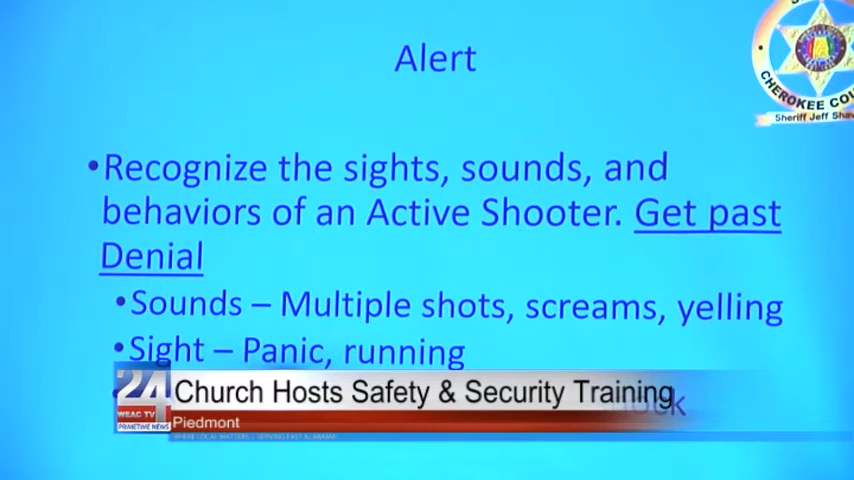 Alert
CHEROKEE COU
Sheriff Jeff Shav
•Recognize the sights, sounds, and
behaviors of an Active Shooter. Get past
Denial
•Sounds – Multiple shots, screams, yelling
•Sight – Panic, running
24
WEAC TV
PRIMETIME NEWS
Church Hosts Safety & Security Training
Piedmont
WHERE LOCAL MATTERS | SERVING EAST ALABAMA